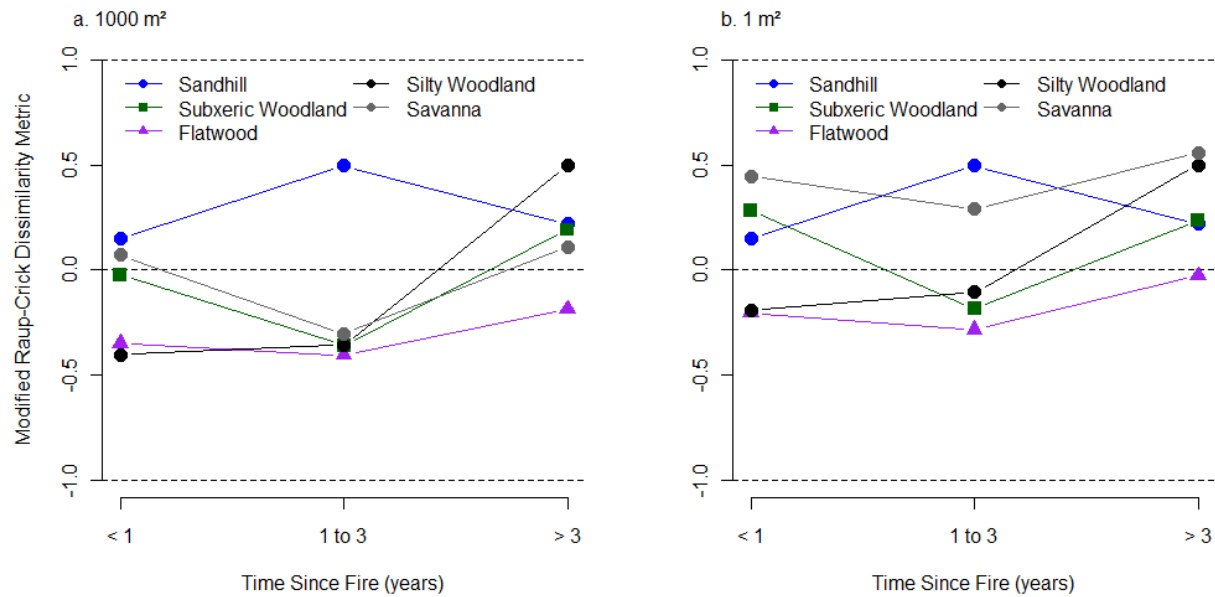 a. 1000 m²
Modified Raup-Crick Dissimilarity Metric
1.0
0.5
0.0
-0.5
-1.0
Sandhill
Subxeric Woodland
Flatwood
Silty Woodland
Savanna
< 1
1 to 3
> 3
Time Since Fire (years)
b. 1 m²
1.0
0.5
0.0
-0.5
-1.0
Sandhill
Subxeric Woodland
Flatwood
Silty Woodland
Savanna
< 1
1 to 3
> 3
Time Since Fire (years)